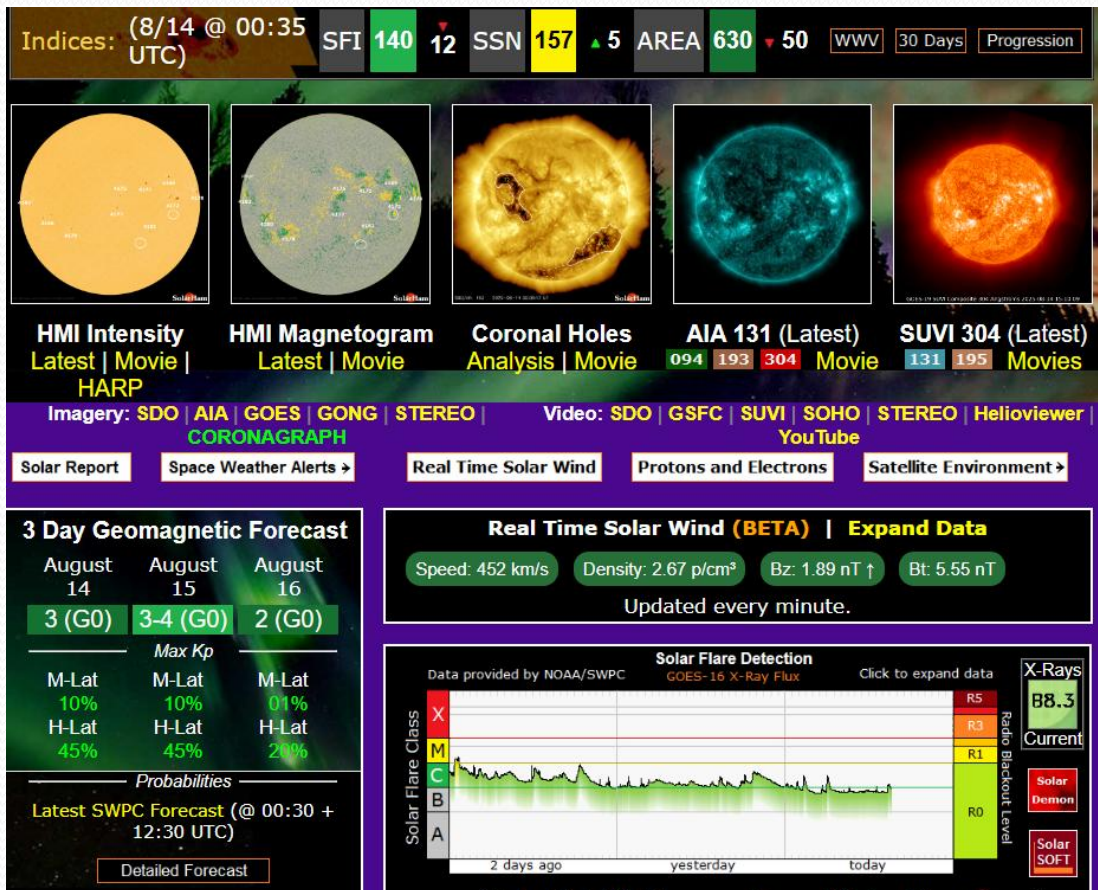 Indices: (8/14 @ 00:35 UTC) SFI 140 ▼ 12 SSN 157 ▲ 5 AREA 630 ▼ 50 WWV 30 Days Progression
SolarHam
SolarHam
SolarHam
HMI Intensity
Latest | Movie |
HARP
HMI Magnetogram
Latest | Movie
Coronal Holes
Analysis | Movie
AIA 131 (Latest)
094 193 304 Movie
SUVI 304 (Latest)
131 195 Movies
Imagery: SDO | AIA | GOES | GONG | STEREO |
CORONAGRAPH
Video: SDO | GSFC | SUVI | SOHO | STEREO | Helioviewer |
YouTube
Solar Report
Space Weather Alerts →
Real Time Solar Wind
Protons and Electrons
Satellite Environment →
3 Day Geomagnetic Forecast
August August August
14 15 16
3 (G0) 3-4 (G0) 2 (G0)
Max Kp
M-Lat M-Lat M-Lat
10% 10% 01%
H-Lat H-Lat H-Lat
45% 45% 20%
Probabilities
Latest SWPC Forecast (@ 00:30 +
12:30 UTC)
Detailed Forecast
Real Time Solar Wind (BETA) | Expand Data
Speed: 452 km/s Density: 2.67 p/cm³ Bz: 1.89 nT ↑ Bt: 5.55 nT
Updated every minute.
Solar Flare Detection
Data provided by NOAA/SWPC GOES-16 X-Ray Flux Click to expand data
Solar Flare Class
X
M
C
B
A
R5
R3
R1
R0
Radio Blackout Level
2 days ago yesterday today
X-Rays
B8.3
Current
Solar
Demon
Solar
SOFT